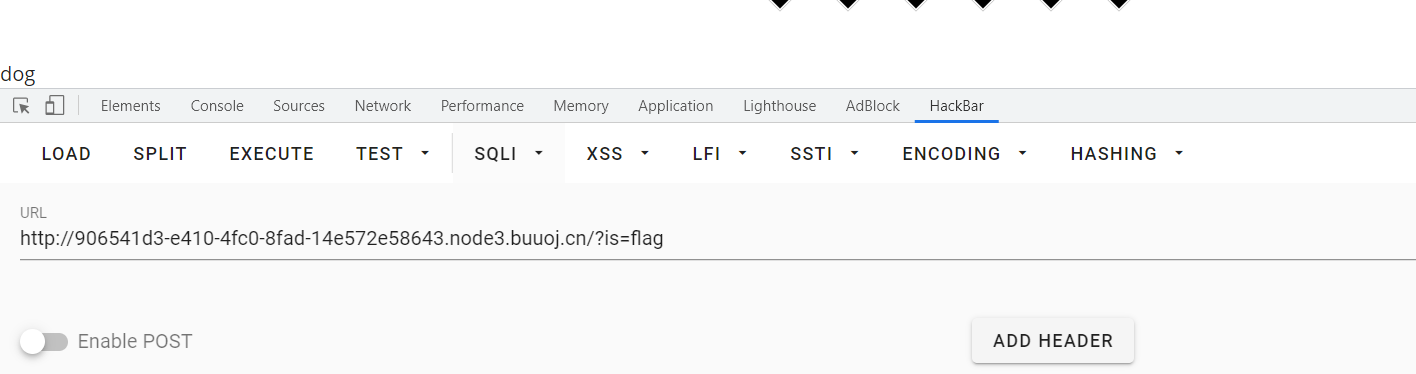 dog
Elements Console Sources Network Performance Memory Application Lighthouse AdBlock HackBar
LOAD SPLIT EXECUTE TEST SQLI XSS LFI SSTI ENCODING HASHING
URL
http://906541d3-e410-4fc0-8fad-14e572e58643.node3.buuoj.cn/?is=flag
Enable POST ADD HEADER